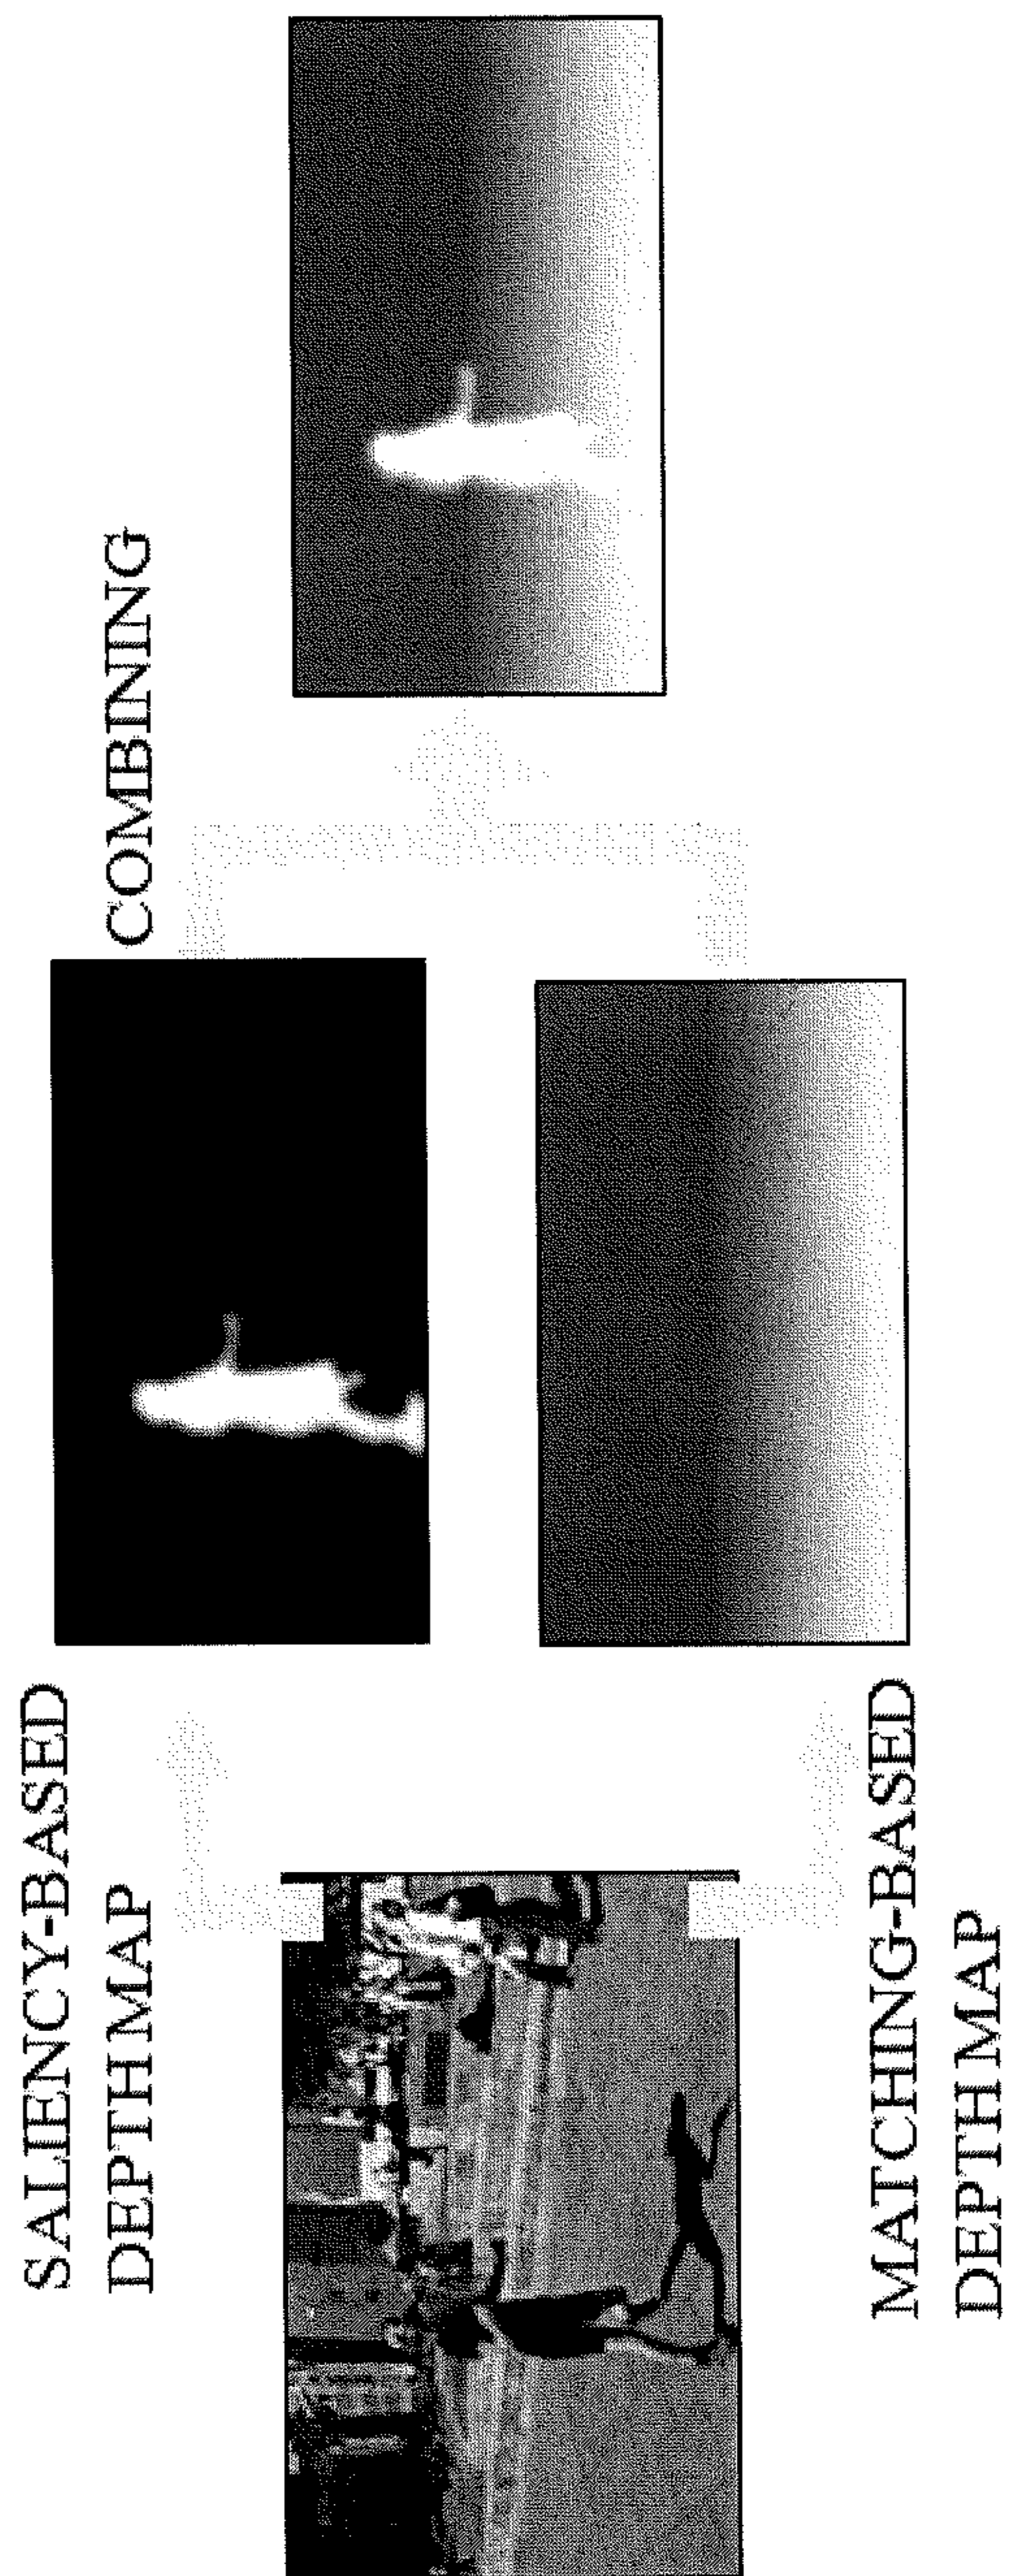 SALIENCY-BASED
DEPTH MAP
COMBINING
MATCHING-BASED
DEPTH MAP